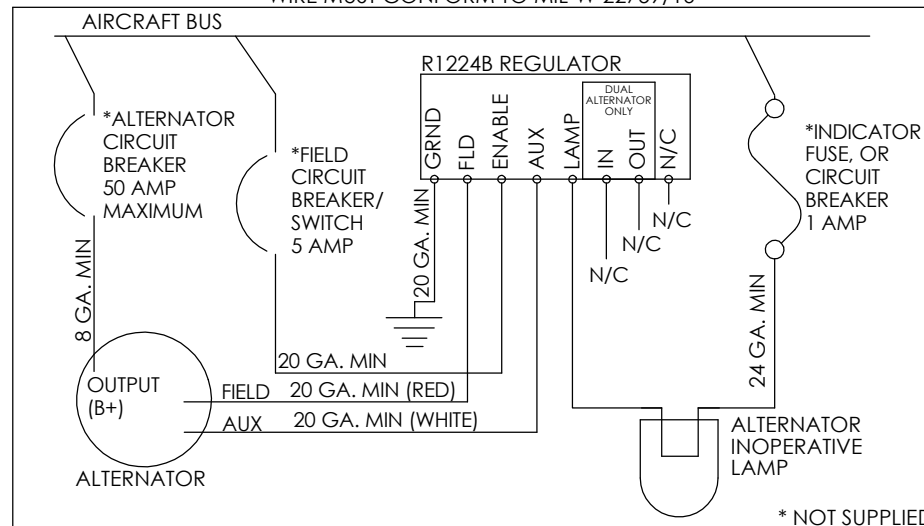 AIRCRAFT BUS
R1224B REGULATOR
DUAL
ALTERNATOR
ONLY
GRND
FLD
ENABLE
AUX
LAMP
IN
OUT
N/C
*ALTERNATOR
CIRCUIT
BREAKER
50 AMP
MAXIMUM
*FIELD
CIRCUIT
BREAKER/
SWITCH
5 AMP
*INDICATOR
FUSE, OR
CIRCUIT
BREAKER
1 AMP
N/C
N/C
N/C
8 GA. MIN
20 GA. MIN
24 GA. MIN
20 GA. MIN
OUTPUT
(B+)
FIELD 20 GA. MIN (RED)
AUX 20 GA. MIN (WHITE)
ALTERNATOR
ALTERNATOR
INOPERATIVE
LAMP
* NOT SUPPLIED